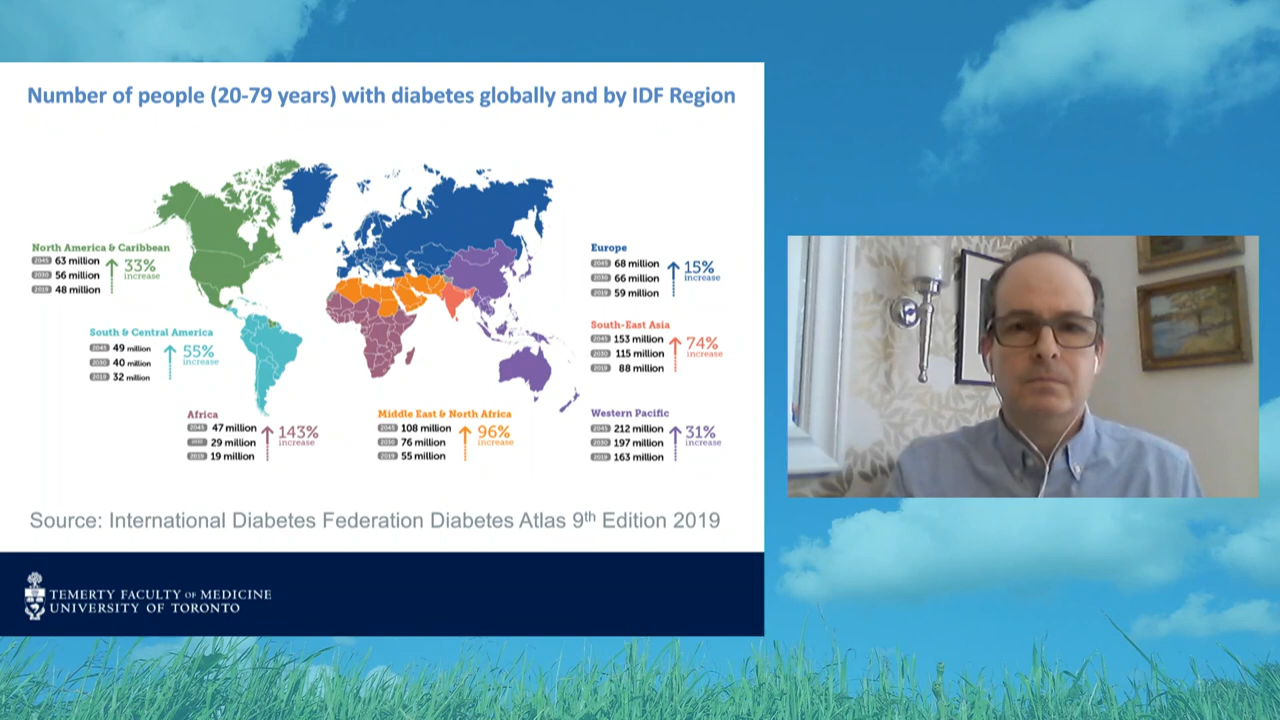 Number of people (20-79 years) with diabetes globally and by IDF Region
North America & Caribbean
2045 63 million
2030 56 million
2019 48 million
33%
increase
South & Central America
2045 49 million
2030 40 million
2019 32 million
55%
increase
Africa
2045 47 million
2030 29 million
2019 19 million
143%
increase
Middle East & North Africa
2045 108 million
2030 76 million
2019 55 million
96%
increase
Europe
2045 68 million
2030 66 million
2019 59 million
15%
increase
South-East Asia
2045 153 million
2030 115 million
2019 88 million
74%
increase
Western Pacific
2045 212 million
2030 197 million
2019 163 million
31%
increase
Source: International Diabetes Federation Diabetes Atlas 9th Edition 2019
TEMERTY FACULTY OF MEDICINE
UNIVERSITY OF TORONTO